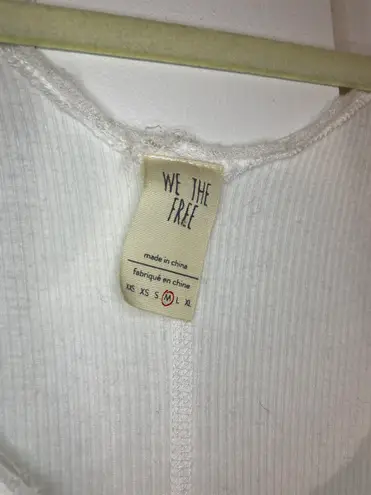 WE THE
FREE
made in china
fabriqué en chine
XXS XS S M L XL